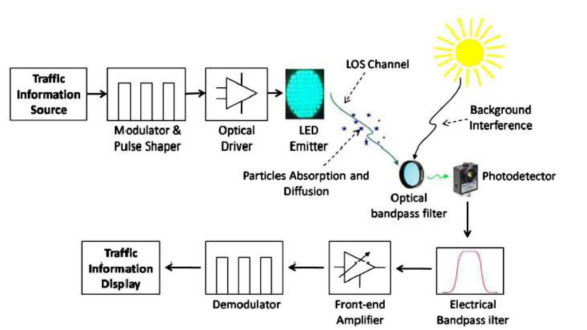 Traffic
Information
Source
Modulator &
Pulse Shaper
Optical
Driver
LED
Emitter
LOS Channel
Particles Absorption and
Diffusion
Background
Interference
Optical
bandpass filter
Photodetector
Traffic
Information
Display
Demodulator
Front-end
Amplifier
Electrical
Bandpass ilter